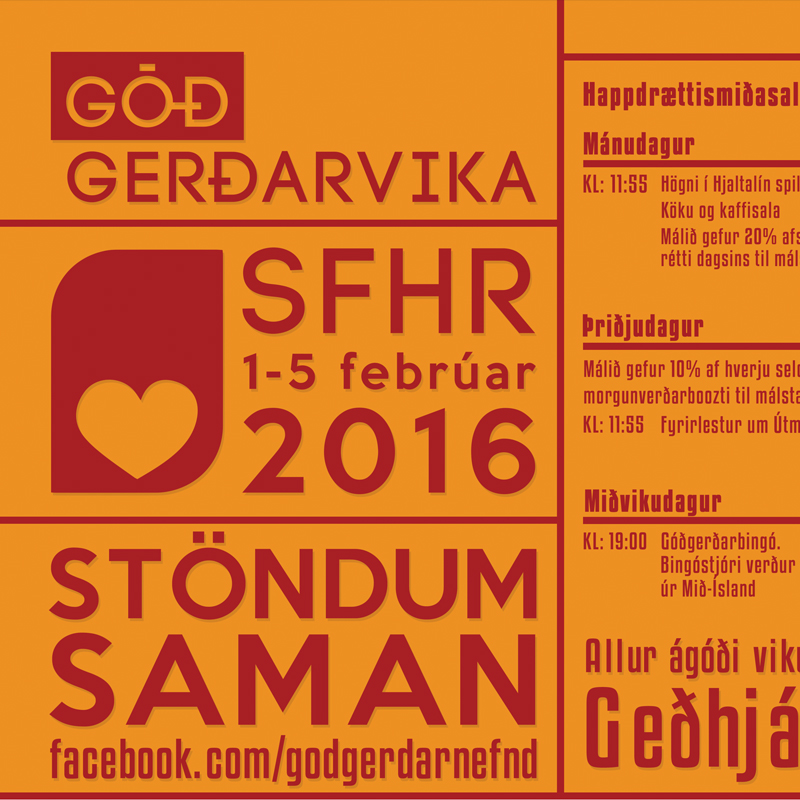 GÓÐ
GERÐARVIKA
SFHR
1-5 febrúar
2016
STÖNDUM
SAMAN
facebook.com/godgerdarnefnd
Happdrættismiðasal
Mánudagur
KL: 11:55 Högni í Hjaltalín spil
Köku og kaffisala
Málið gefur 20% afs
rétti dagsins til mál
Þriðjudagur
Málið gefur 10% af hverju seld
morgunverðarboozti til málsta
KL: 11:55 Fyrirlestur um Útm
Miðvikudagur
KL: 19:00 Góðgerðarbingó.
Bingóstjóri verður
úr Mið-Ísland
Allur ágóði vik
Geðhjá